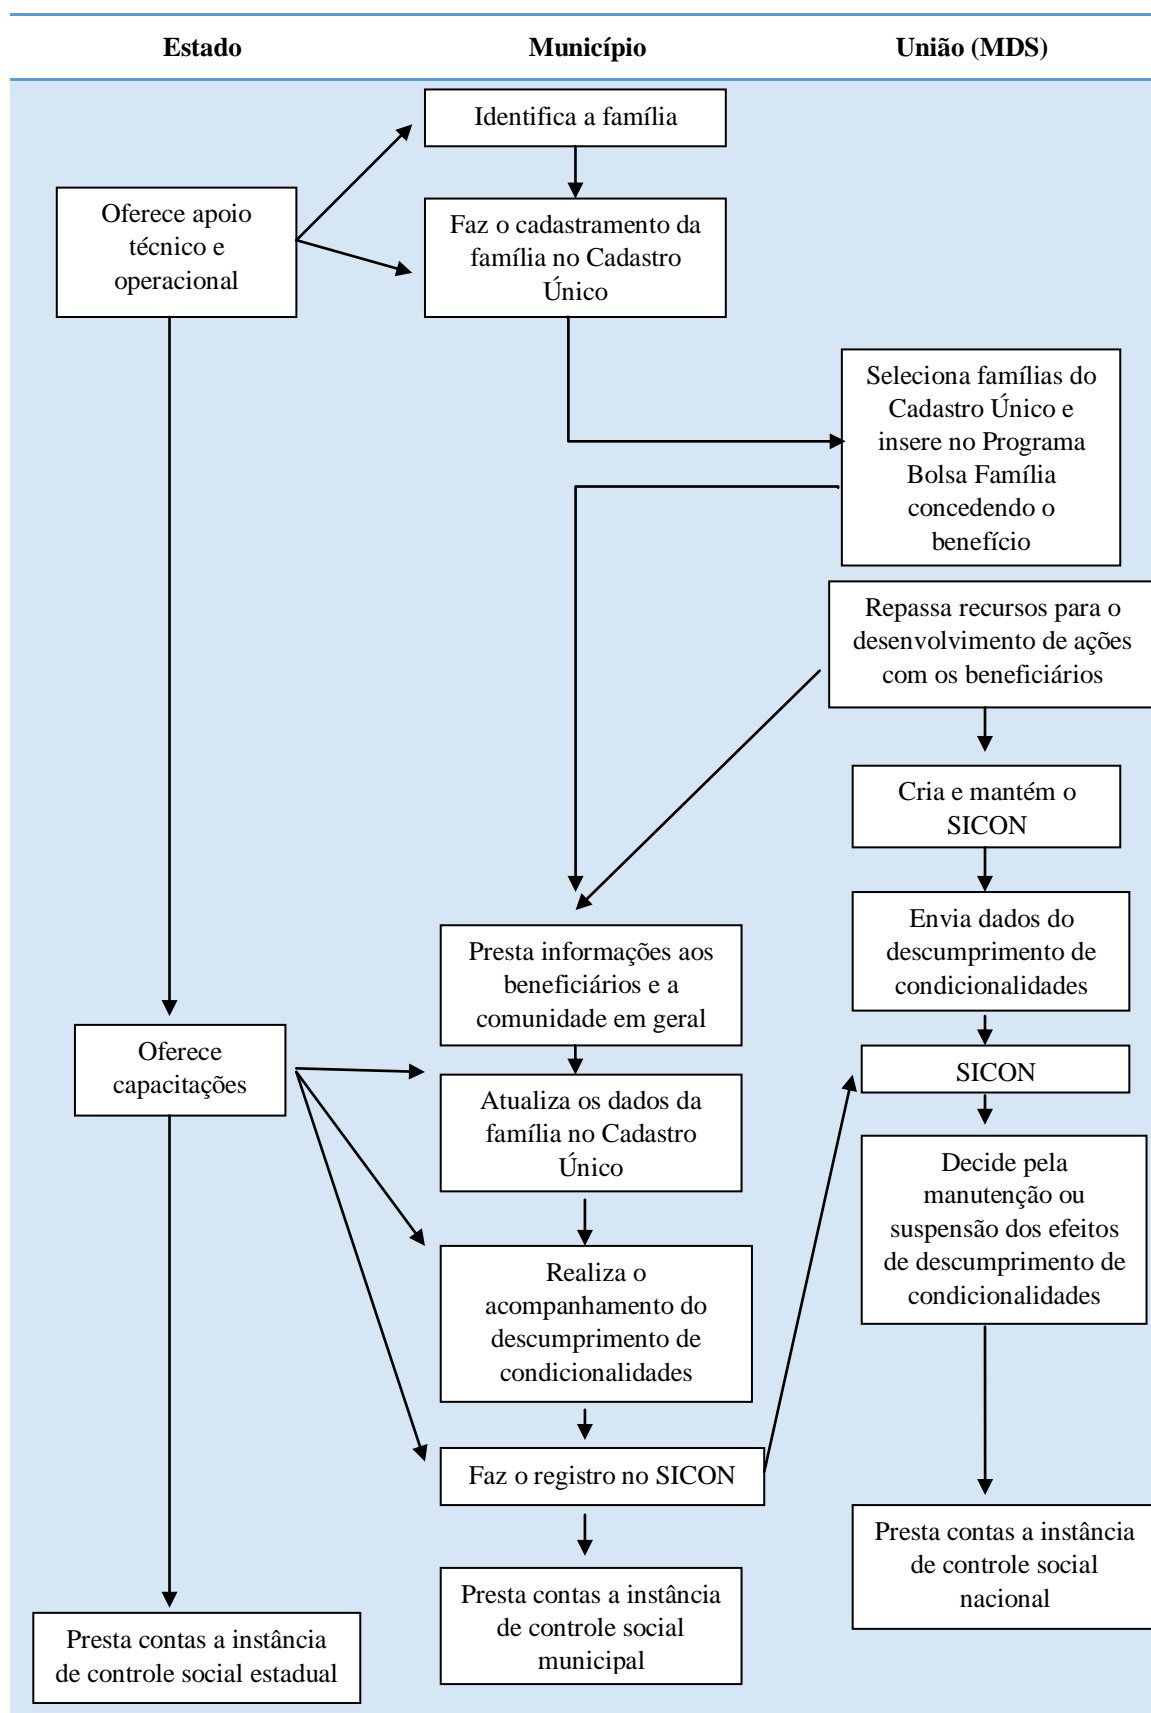 Estado
Município
União (MDS)
Identifica a família
Oferece apoio
técnico e
operacional
Faz o cadastramento da
família no Cadastro
Único
Seleciona famílias do
Cadastro Único e
insere no Programa
Bolsa Família
concedendo o
benefício
Repassa recursos para o
desenvolvimento de ações
com os beneficiários
Cria e mantém o
SICON
Envia dados do
descumprimento de
condicionalidades
Presta informações aos
beneficiários e a
comunidade em geral
Oferece
capacitações
SICON
Atualiza os dados da
família no Cadastro
Único
Decide pela
manutenção ou
suspensão dos efeitos
de descumprimento de
condicionalidades
Realiza o
acompanhamento do
descumprimento de
condicionalidades
Faz o registro no SICON
Presta contas a instância
de controle social
nacional
Presta contas a instância
de controle social
municipal
Presta contas a instância
de controle social estadual